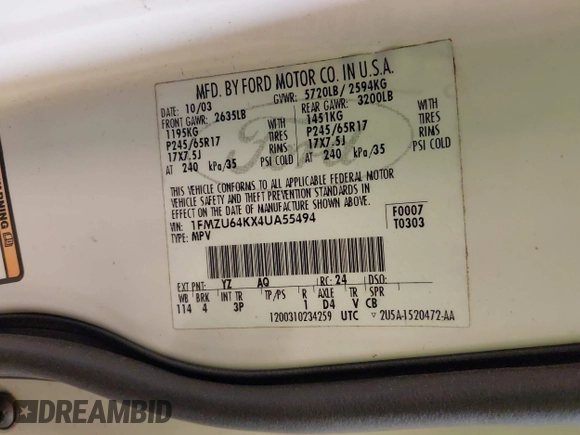 MFD. BY FORD MOTOR CO. IN U.S.A.
DATE: 10/03 GVWR: 5720LB/ 2594KG
FRONT GAWR: 2635LB REAR GAWR: 3200LB
1195KG WITH 1451KG WITH
P245/65R17 TIRES P245/65R17 TIRES
17X7.5J RIMS 17X7.5J RIMS
AT 240 kPa/35 PSI COLD AT 240 kPa/35 PSI COLD
Ford
THIS VEHICLE CONFORMS TO ALL APPLICABLE FEDERAL MOTOR
VEHICLE SAFETY AND THEFT PREVENTION STANDARDS IN
EFFECT ON THE DATE OF MANUFACTURE SHOWN ABOVE.
VIN: 1FMZU64KX4UA55494 F0007
TYPE: MPV T0303
EXT PNT: YZ AQ RC: 24 DSO:
WB BRK INT TR TP/PS R AXLE TR SPR
114 4 3P 1 D4 V CB
1200310234259 UTC 2U5A-1520472-AA
WARNING
DREAMBID